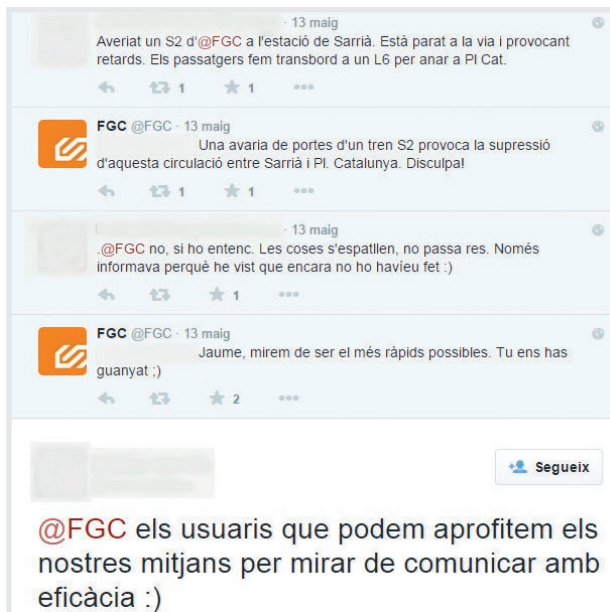 · 13 maig
Averiat un S2 d'@FGC a l'estació de Sarrià. Està parat a la via i provocant
retards. Els passatgers fem transbord a un L6 per anar a Pl Cat.
1 1
FGC @FGC · 13 maig
Una avaria de portes d'un tren S2 provoca la supressió
d'aquesta circulació entre Sarrià i Pl. Catalunya. Disculpa!
1 1
· 13 maig
.@FGC no, si ho entenc. Les coses s'espatllen, no passa res. Només
informava perquè he vist que encara no ho havíeu fet :)
1
FGC @FGC · 13 maig
Jaume, mirem de ser el més ràpids possibles. Tu ens has
guanyat ;)
2
Segueix
@FGC els usuaris que podem aprofitem els
nostres mitjans per mirar de comunicar amb
eficàcia :)